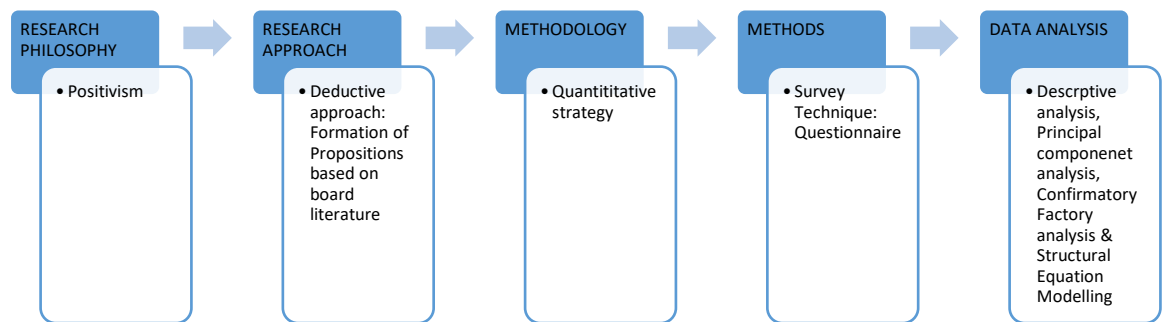 RESEARCH
PHILOSOPHY
• Positivism
RESEARCH
APPROACH
• Deductive
approach:
Formation of
Propositions
based on
board
literature
METHODOLOGY
• Quantititative
strategy
METHODS
• Survey
Technique:
Questionnaire
DATA ANALYSIS
• Descrptive
analysis,
Principal
componenet
analysis,
Confirmatory
Factory
analysis &
Structural
Equation
Modelling